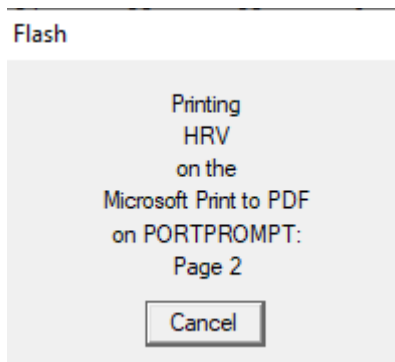 Flash
Printing
HRV
on the
Microsoft Print to PDF
on PORTPROMPT:
Page 2
Cancel